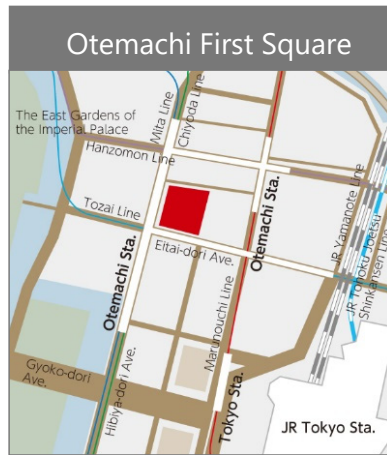 Otemachi First Square
Mita Line
Chiyoda Line
The East Gardens of
the Imperial Palace
Hanzomon Line
Tozai Line
Otemachi Sta.
Otemachi Sta.
JR Yamanote Line
JR Tohoku Joetsu
Shinkansen Line
Eitai-dori Ave.
Marunouchi Line
Gyoko-dori
Ave.
Hibiya-dori Ave.
Tokyo Sta.
JR Tokyo Sta.